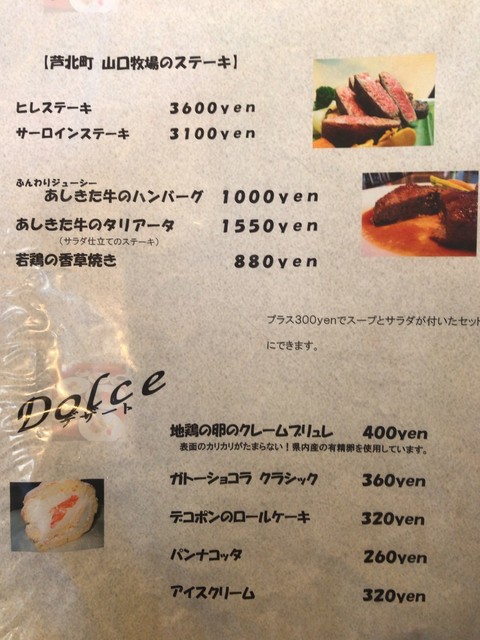 【芦北町 山口牧場のステーキ】
ヒレステーキ 3600yen
サーロインステーキ 3100yen
ふんわりジューシー
あしきた牛のハンバーグ 1000yen
あしきた牛のタリアータ 1550yen
（サラダ仕立てのステーキ）
若鶏の香草焼き 880yen
プラス300yenでスープとサラダが付いたセット
にできます。
Dolce
デザート
地鶏の卵のクレームブリュレ 400yen
表面のカリカリがたまらない！県内産の有精卵を使用しています。
ガトーショコラ クラシック 360yen
デコポンのロールケーキ 320yen
パンナコッタ 260yen
アイスクリーム 320yen